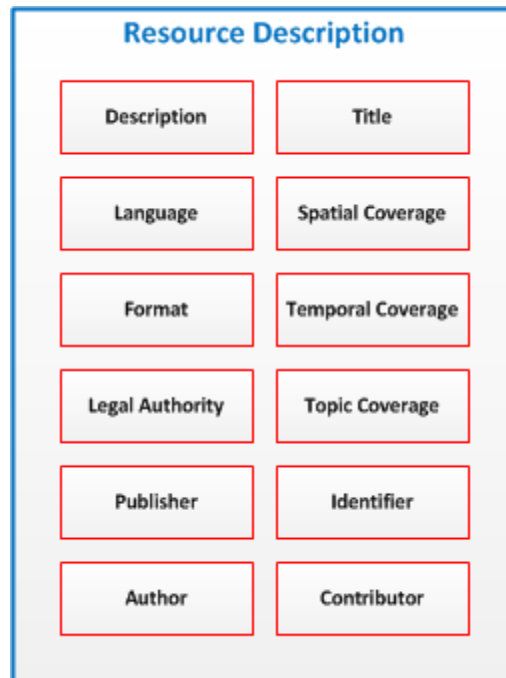 Resource Description
Description
Title
Language
Spatial Coverage
Format
Temporal Coverage
Legal Authority
Topic Coverage
Publisher
Identifier
Author
Contributor